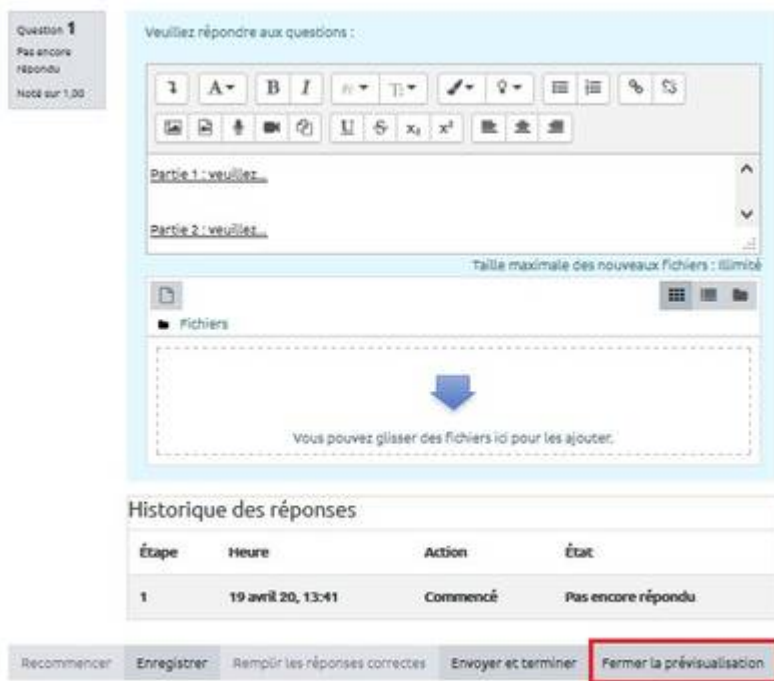 Question 1
Pas encore
répondu
Noté sur 1,00
Veuillez répondre aux questions :
Partie 1 : veuillez...
Partie 2 : veuillez...
Taille maximale des nouveaux fichiers : Illimité
Fichiers
Vous pouvez glisser des fichiers ici pour les ajouter.
Historique des réponses
Étape Heure Action État
1 19 avril 20, 13:41 Commencé Pas encore répondu
Recommencer Enregistrer Remplir les réponses correctes Envoyer et terminer Fermer la prévisualisation